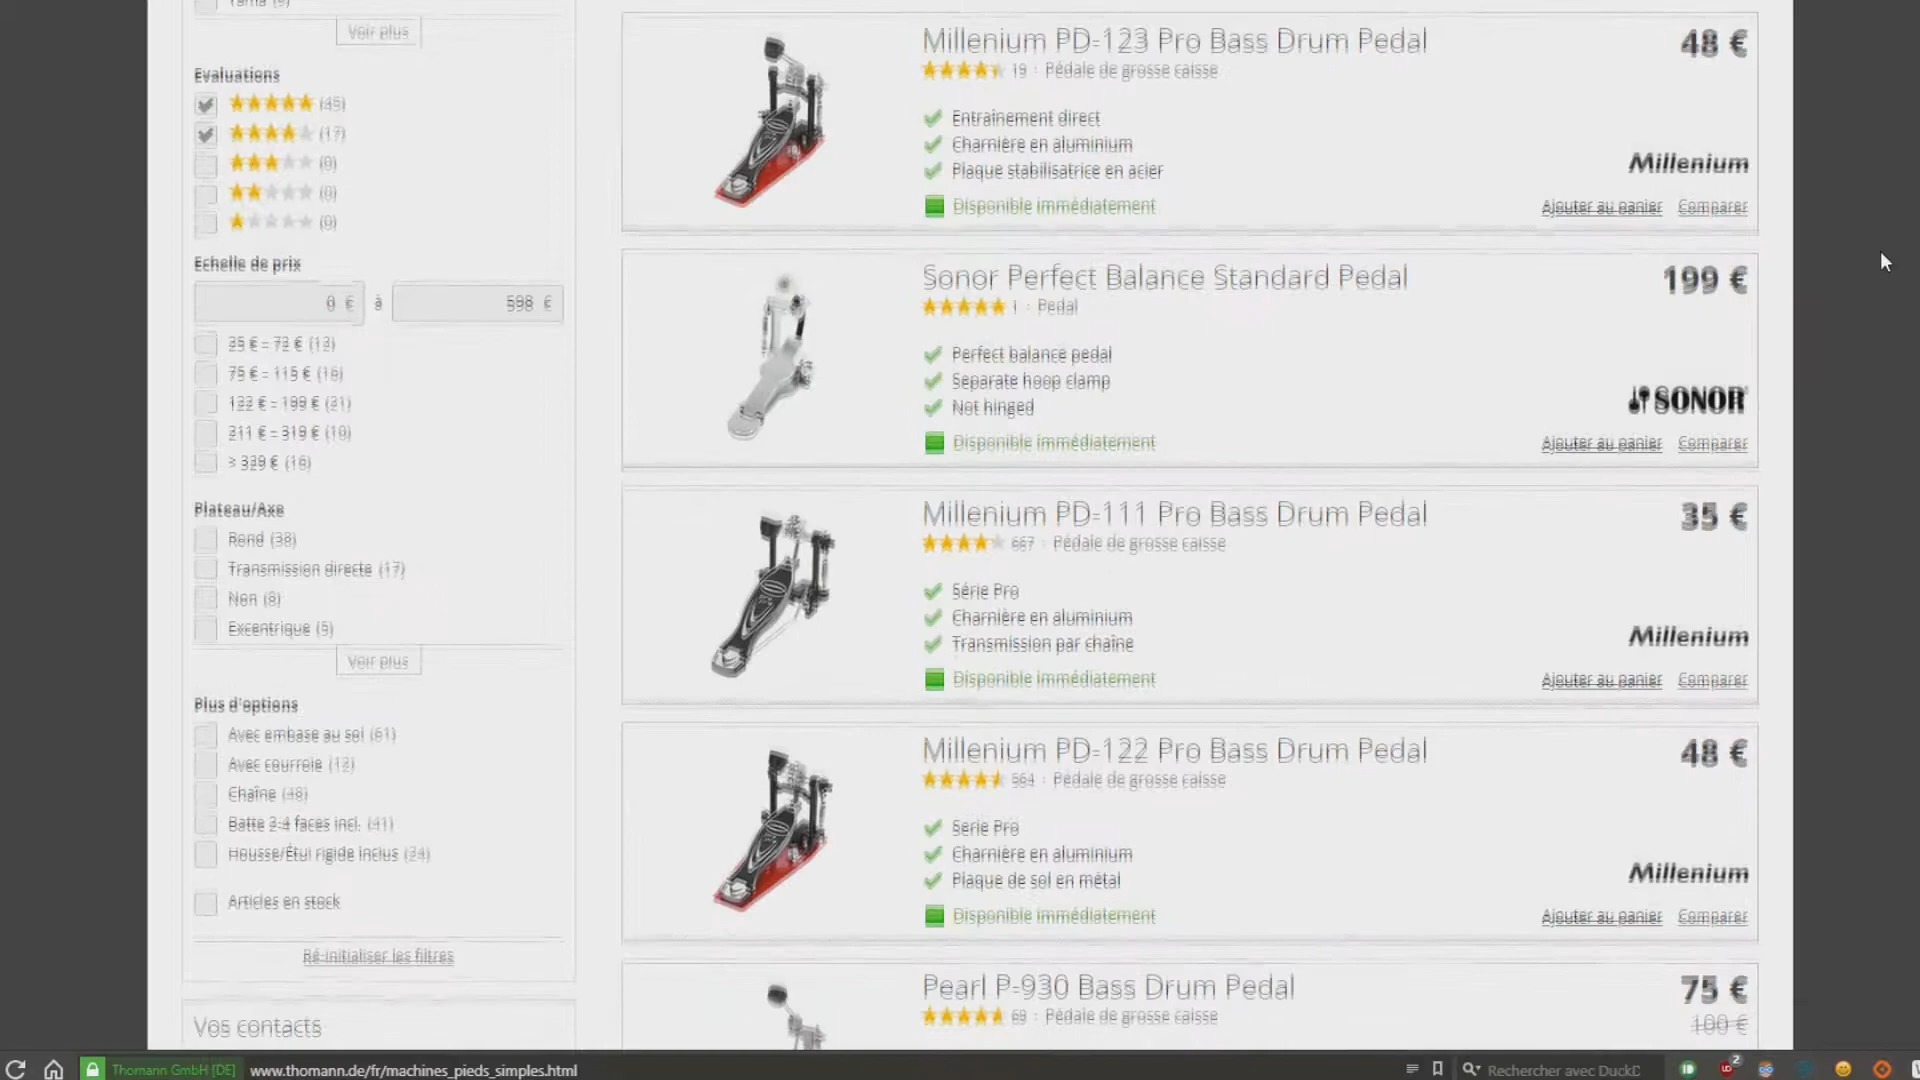 Yama (9)
Voir plus
Evaluations
(45)
(17)
(0)
(0)
(0)
Echelle de prix
0 € à 598 €
25 € – 72 € (12)
75 € – 115 € (16)
122 € – 199 € (21)
211 € – 319 € (10)
> 329 € (16)
Plateau/Axe
Rond (38)
Transmission directe (17)
Non (8)
Excentrique (5)
Voir plus
Plus d'options
Avec embase au sol (61)
Avec courroie (12)
Chaîne (48)
Batte 2-4 faces incl. (41)
Housse/Étui rigide inclus (24)
Articles en stock
Ré-initialiser les filtres
Vos contacts
Millenium PD-123 Pro Bass Drum Pedal
48 €
19 · Pédale de grosse caisse
Entraînement direct
Charnière en aluminium
Plaque stabilisatrice en acier
Millenium
Disponible immédiatement
Ajouter au panier Comparer
Sonor Perfect Balance Standard Pedal
199 €
1 · Pedal
Perfect balance pedal
Separate hoop clamp
Not hinged
SONOR
Disponible immédiatement
Ajouter au panier Comparer
Millenium PD-111 Pro Bass Drum Pedal
35 €
667 · Pédale de grosse caisse
Série Pro
Charnière en aluminium
Transmission par chaîne
Millenium
Disponible immédiatement
Ajouter au panier Comparer
Millenium PD-122 Pro Bass Drum Pedal
48 €
564 · Pédale de grosse caisse
Serie Pro
Charnière en aluminium
Plaque de sol en métal
Millenium
Disponible immédiatement
Ajouter au panier Comparer
Pearl P-930 Bass Drum Pedal
75 €
69 · Pédale de grosse caisse
100 €
Thomann GmbH [DE] www.thomann.de/fr/machines_pieds_simples.html
Rechercher avec DuckD
2